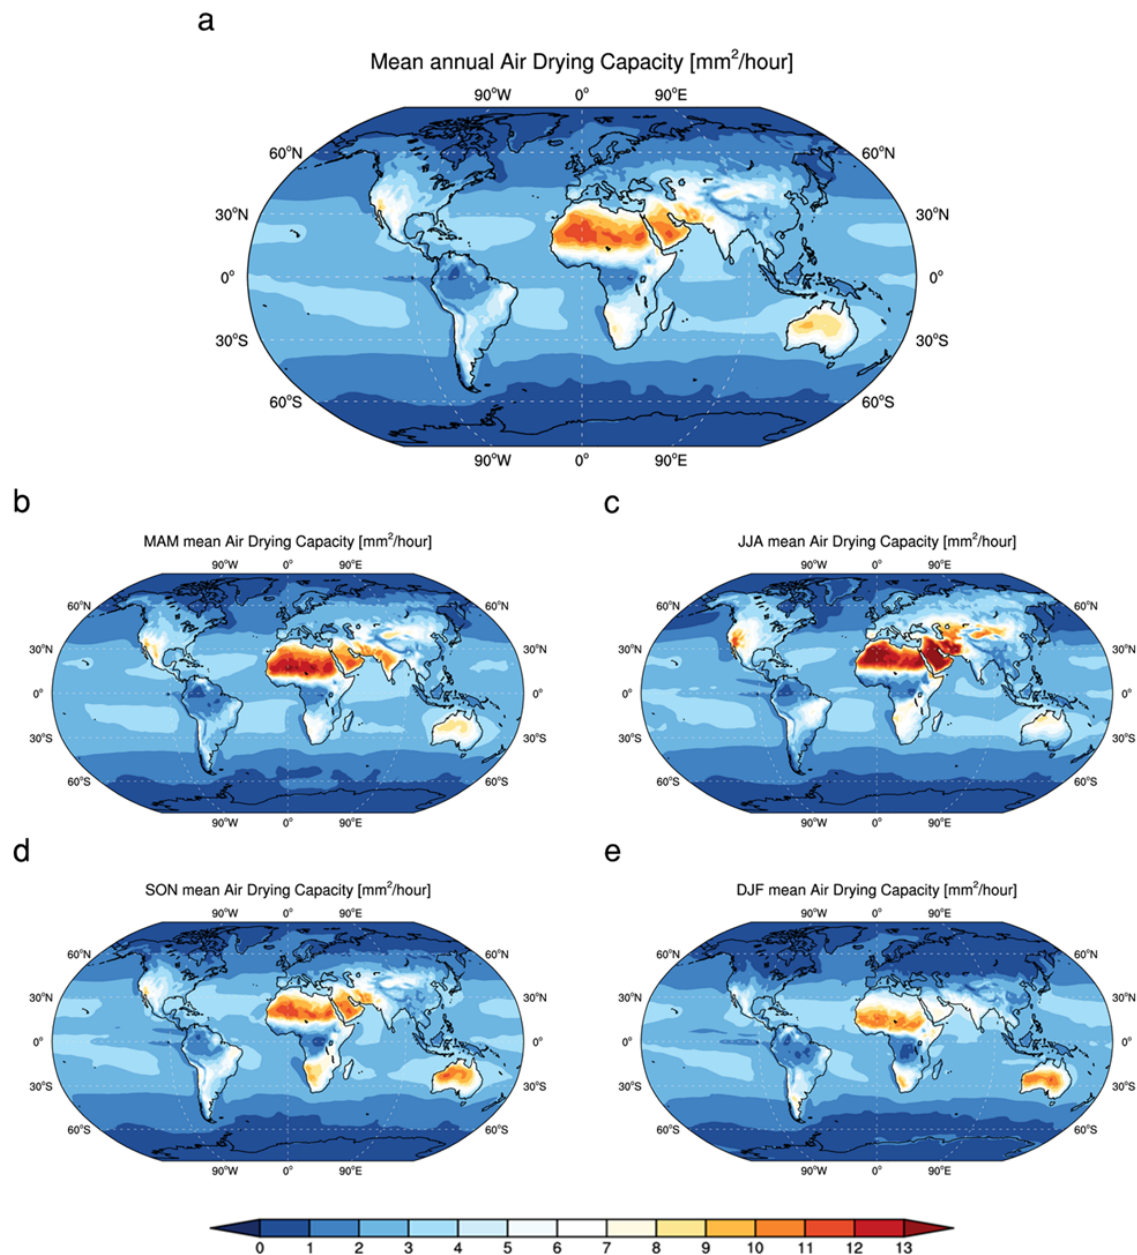 a
Mean annual Air Drying Capacity [mm²/hour]
90°W 0° 90°E
60°N 60°N
30°N 30°N
0° 0°
30°S 30°S
60°S 60°S
90°W 0° 90°E
b c
MAM mean Air Drying Capacity [mm²/hour] JJA mean Air Drying Capacity [mm²/hour]
90°W 0° 90°E 90°W 0° 90°E
60°N 60°N 60°N 60°N
30°N 30°N 30°N 30°N
0° 0° 0° 0°
30°S 30°S 30°S 30°S
60°S 60°S 60°S 60°S
90°W 0° 90°E 90°W 0° 90°E
d e
SON mean Air Drying Capacity [mm²/hour] DJF mean Air Drying Capacity [mm²/hour]
90°W 0° 90°E 90°W 0° 90°E
60°N 60°N 60°N 60°N
30°N 30°N 30°N 30°N
0° 0° 0° 0°
30°S 30°S 30°S 30°S
60°S 60°S 60°S 60°S
90°W 0° 90°E 90°W 0° 90°E
0 1 2 3 4 5 6 7 8 9 10 11 12 13